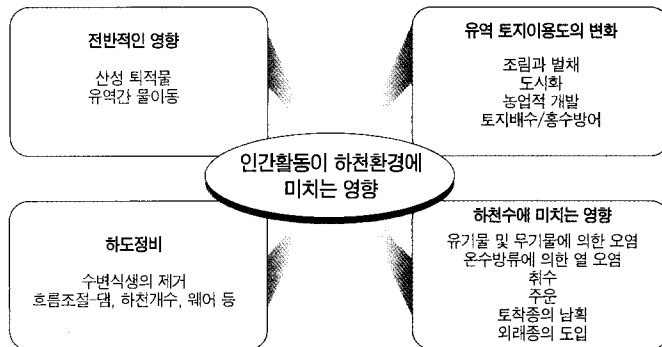 전반적인 영향
산성 퇴적물
유역간 물이동
유역 토지이용도의 변화
조림과 벌채
도시화
농업적 개발
토지배수/홍수방어
인간활동이 하천환경에
미치는 영향
하도정비
수변식생의 제거
흐름조절-댐, 하천개수, 웨어 등
하천수에 미치는 영향
유기물 및 무기물에 의한 오염
온수방류에 의한 열 오염
취수
주운
토착종의 남획
외래종의 도입